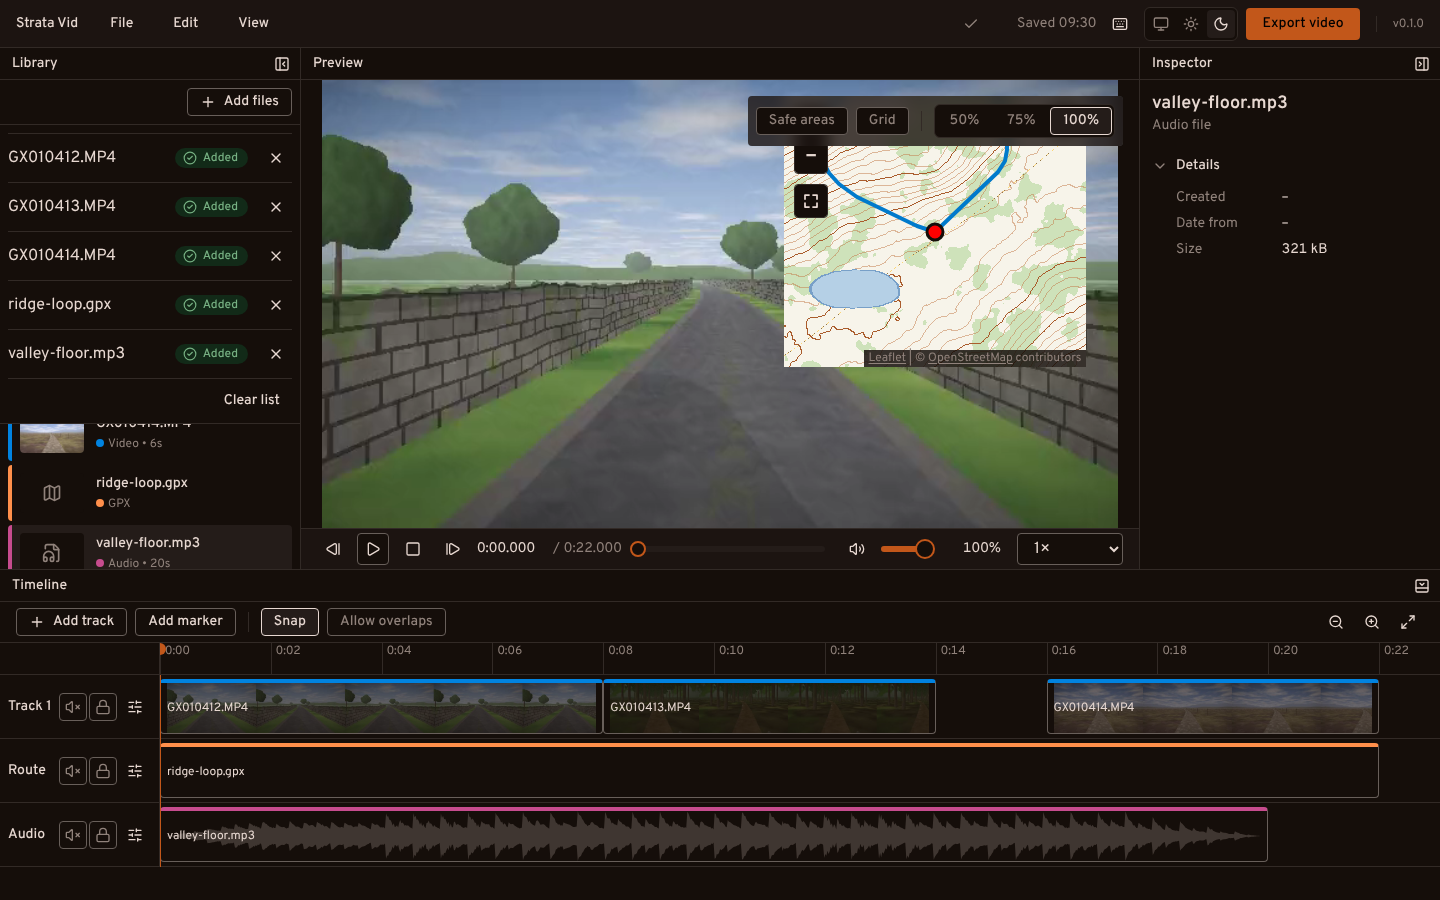 Strata Vid File Edit View Saved 09:30 Export video v0.1.0
Library
Add files
GX010412.MP4 Added
GX010413.MP4 Added
GX010414.MP4 Added
ridge-loop.gpx Added
valley-floor.mp3 Added
Clear list
GX010414.MP4
Video • 6s
ridge-loop.gpx
GPX
valley-floor.mp3
Audio • 20s
Preview
Safe areas Grid 50% 75% 100%
Leaflet | © OpenStreetMap contributors
0:00.000 / 0:22.000 100% 1×
Inspector
valley-floor.mp3
Audio file
Details
Created –
Date from –
Size 321 kB
Timeline
Add track Add marker Snap Allow overlaps
0:00 0:02 0:04 0:06 0:08 0:10 0:12 0:14 0:16 0:18 0:20 0:22
Track 1 GX010412.MP4 GX010413.MP4 GX010414.MP4
Route ridge-loop.gpx
Audio valley-floor.mp3